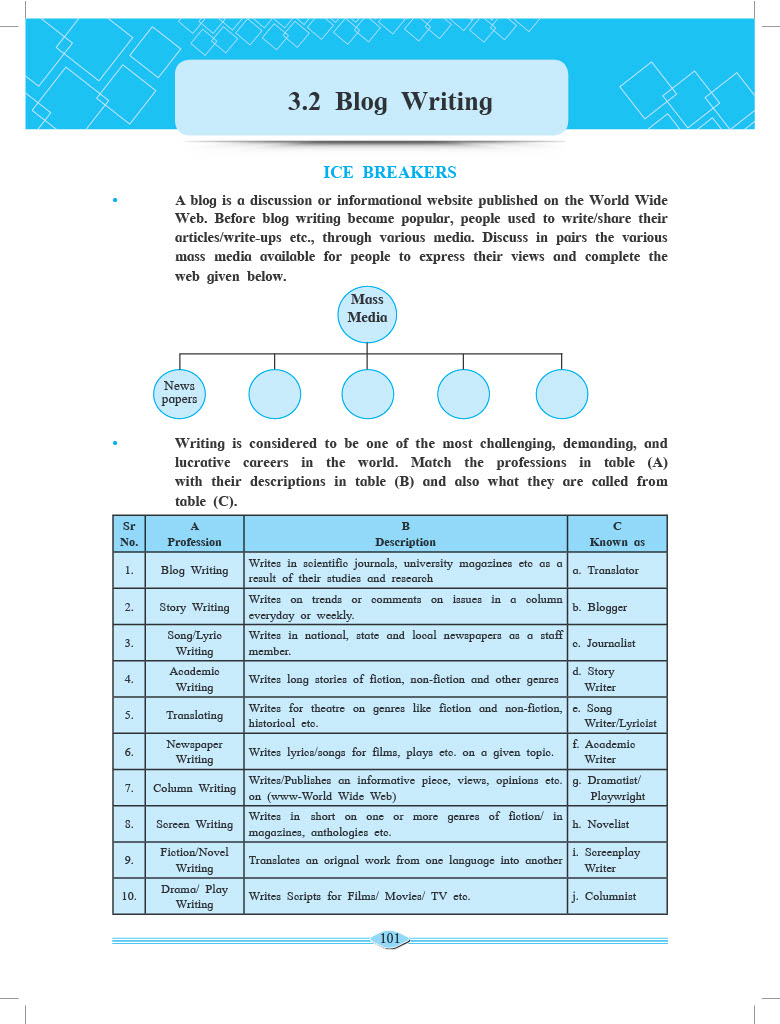 3.2 Blog Writing
ICE BREAKERS
• A blog is a discussion or informational website published on the World Wide
Web. Before blog writing became popular, people used to write/share their
articles/write-ups etc., through various media. Discuss in pairs the various
mass media available for people to express their views and complete the
web given below.
Mass
Media
News
papers
• Writing is considered to be one of the most challenging, demanding, and
lucrative careers in the world. Match the professions in table (A)
with their descriptions in table (B) and also what they are called from
table (C).
Sr A B C
No. Profession Description Known as
1. Blog Writing Writes in scientific journals, university magazines etc as a a. Translator
result of their studies and research
2. Story Writing Writes on trends or comments on issues in a column b. Blogger
everyday or weekly.
3. Song/Lyric Writes in national, state and local newspapers as a staff c. Journalist
Writing member.
4. Academic Writes long stories of fiction, non-fiction and other genres d. Story
Writing Writer
5. Translating Writes for theatre on genres like fiction and non-fiction, e. Song
historical etc. Writer/Lyricist
6. Newspaper Writes lyrics/songs for films, plays etc. on a given topic. f. Academic
Writing Writer
7. Column Writing Writes/Publishes an informative piece, views, opinions etc. g. Dramatist/
on (www-World Wide Web) Playwright
8. Screen Writing Writes in short on one or more genres of fiction/ in h. Novelist
magazines, anthologies etc.
9. Fiction/Novel Translates an orignal work from one language into another i. Screenplay
Writing Writer
10. Drama/ Play Writes Scripts for Films/ Movies/ TV etc. j. Columnist
Writing
101